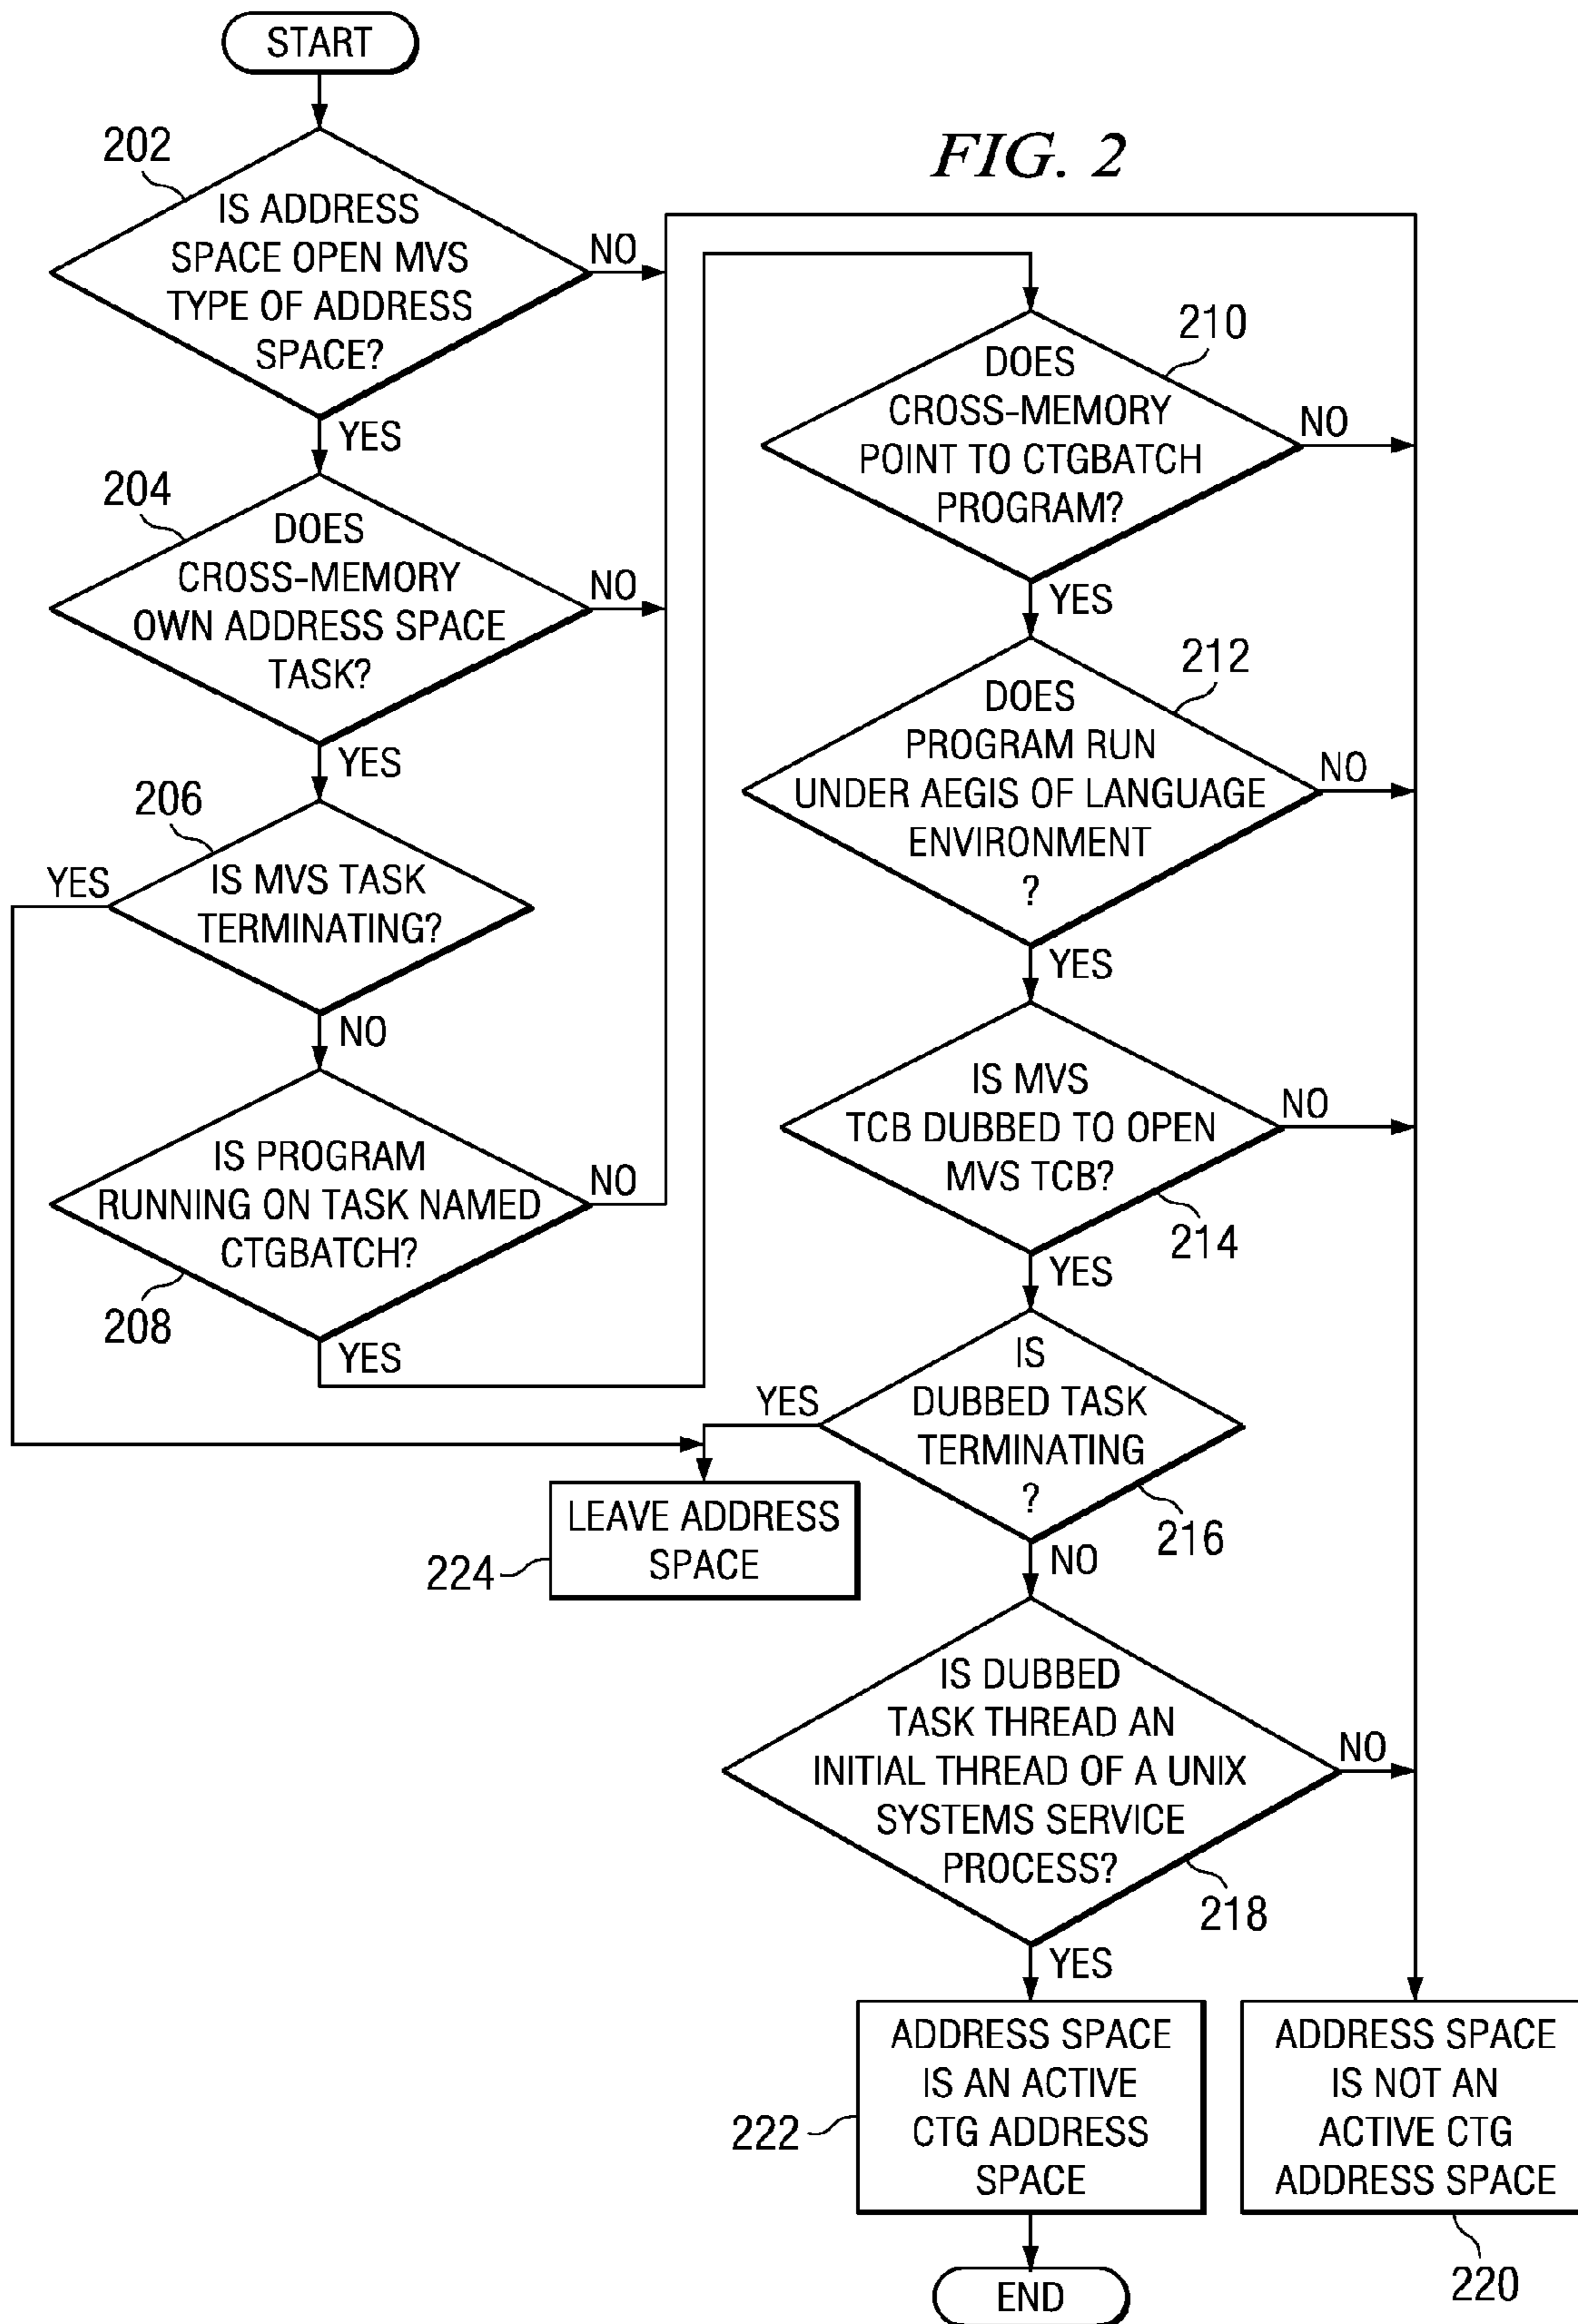 START
FIG. 2
202
IS ADDRESS
SPACE OPEN MVS
TYPE OF ADDRESS
SPACE?
NO
YES
204
DOES
CROSS-MEMORY
OWN ADDRESS SPACE
TASK?
NO
YES
206
IS MVS TASK
TERMINATING?
YES
NO
IS PROGRAM
RUNNING ON TASK NAMED
CTGBATCH?
NO
208
YES
210
DOES
CROSS-MEMORY
POINT TO CTGBATCH
PROGRAM?
NO
YES
212
DOES
PROGRAM RUN
UNDER AEGIS OF LANGUAGE
ENVIRONMENT
?
NO
YES
IS MVS
TCB DUBBED TO OPEN
MVS TCB?
NO
214
YES
IS
DUBBED TASK
TERMINATING
?
YES
216
NO
LEAVE ADDRESS
SPACE
224
IS DUBBED
TASK THREAD AN
INITIAL THREAD OF A UNIX
SYSTEMS SERVICE
PROCESS?
NO
218
YES
ADDRESS SPACE
IS AN ACTIVE
CTG ADDRESS
SPACE
222
ADDRESS SPACE
IS NOT AN
ACTIVE CTG
ADDRESS SPACE
220
END